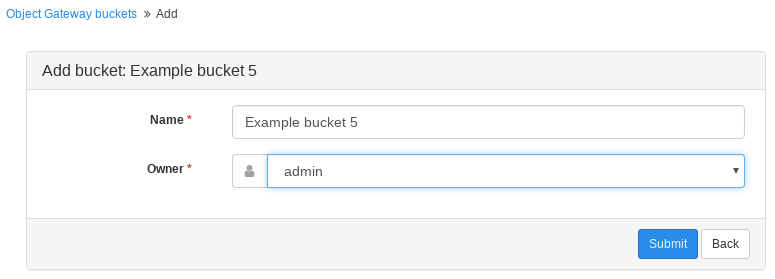 Object Gateway buckets » Add
Add bucket: Example bucket 5
Name *
Example bucket 5
Owner *
admin
Submit Back